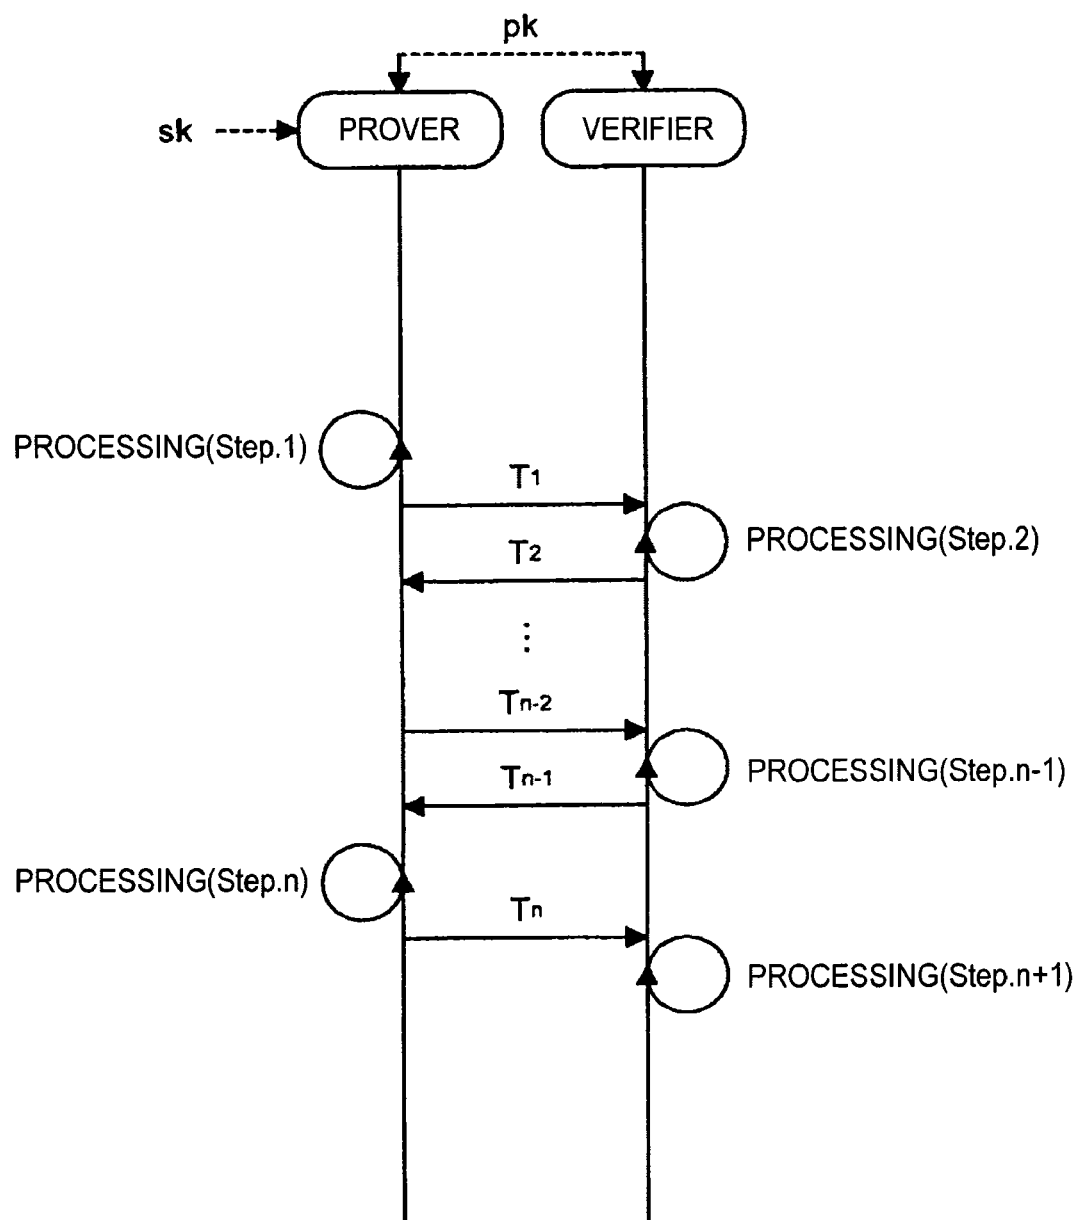 pk
sk
PROVER
VERIFIER
PROCESSING(Step.1)
T1
PROCESSING(Step.2)
T2
⋮
Tn-2
PROCESSING(Step.n-1)
Tn-1
PROCESSING(Step.n)
Tn
PROCESSING(Step.n+1)